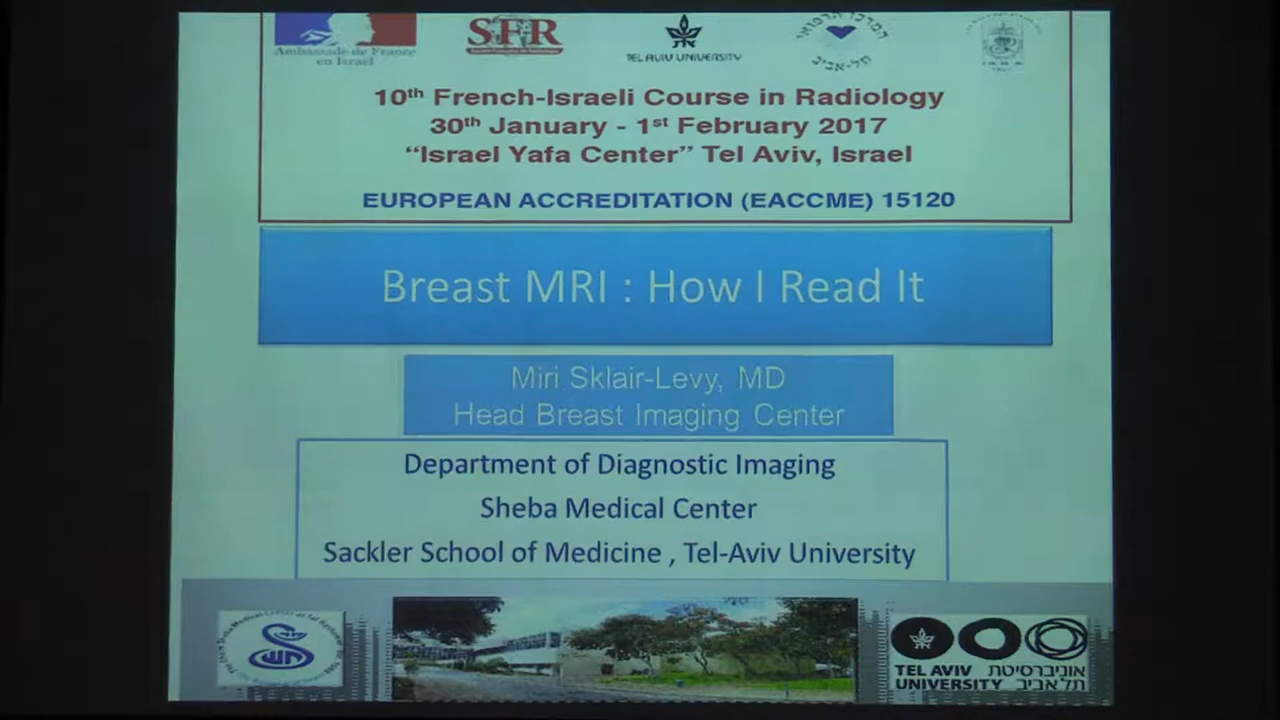 Ambassade de France
en Israël
SFR
TEL AVIV UNIVERSITY
המרכז הרפואי
תל-אביב
10th French-Israeli Course in Radiology
30th January - 1st February 2017
“Israel Yafa Center” Tel Aviv, Israel
EUROPEAN ACCREDITATION (EACCME) 15120
Breast MRI : How I Read It
Miri Sklair-Levy, MD
Head Breast Imaging Center
Department of Diagnostic Imaging
Sheba Medical Center
Sackler School of Medicine , Tel-Aviv University
TEL AVIV אוניברסיטת
UNIVERSITY תל אביב